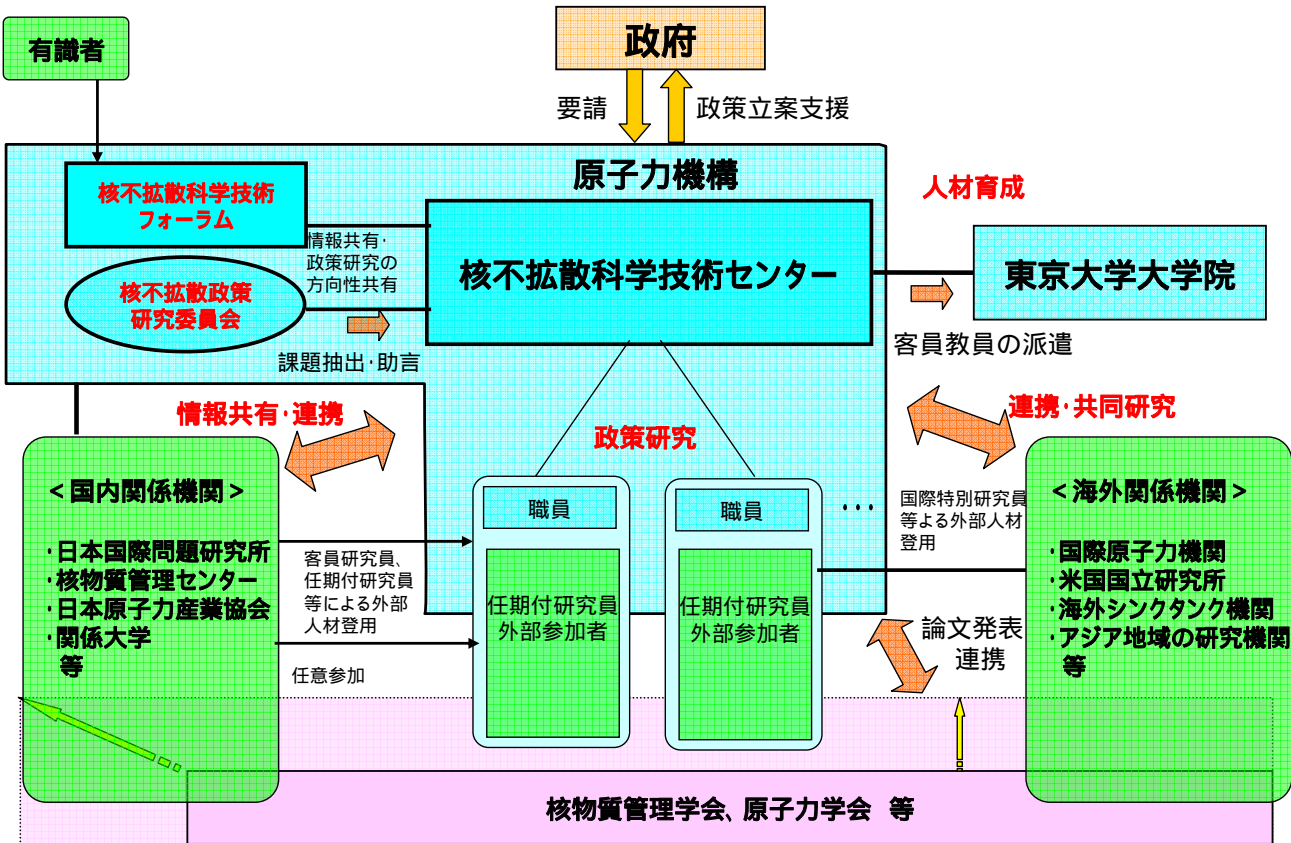 有識者
政府
要請
政策立案支援
原子力機構
人材育成
核不拡散科学技術
フォーラム
情報共有・
政策研究の
方向性共有
核不拡散科学技術センター
東京大学大学院
核不拡散政策
研究委員会
課題抽出・助言
客員教員の派遣
情報共有・連携
政策研究
連携・共同研究
<国内関係機関>
・日本国際問題研究所
・核物質管理センター
・日本原子力産業協会
・関係大学
等
客員研究員、
任期付研究員
等による外部
人材登用
任意参加
職員
任期付研究員
外部参加者
職員
任期付研究員
外部参加者
・・・
国際特別研究員
等よる外部人材
登用
<海外関係機関>
・国際原子力機関
・米国国立研究所
・海外シンクタンク機関
・アジア地域の研究機関
等
論文発表
連携
核物質管理学会、原子力学会 等